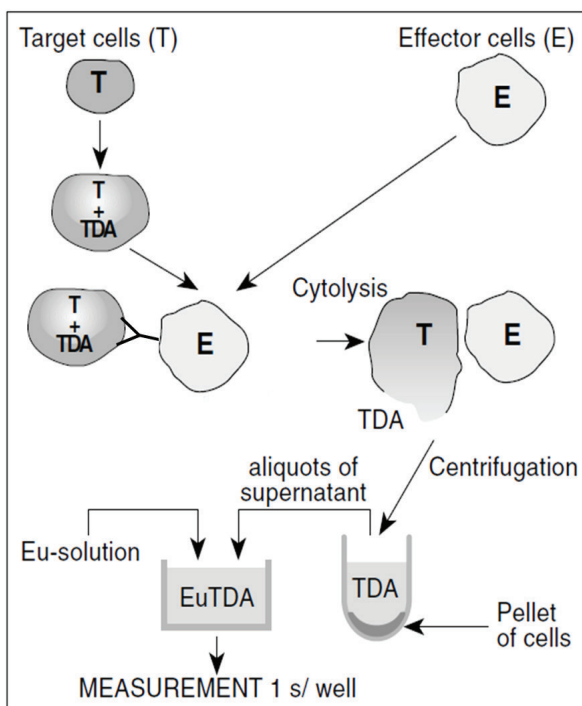 Target cells (T)
Effector cells (E)
T
E
T
+
TDA
T
+
TDA
E
Cytolysis
T
E
TDA
aliquots of
supernatant
Centrifugation
Eu-solution
EuTDA
TDA
Pellet
of cells
MEASUREMENT 1 s/ well